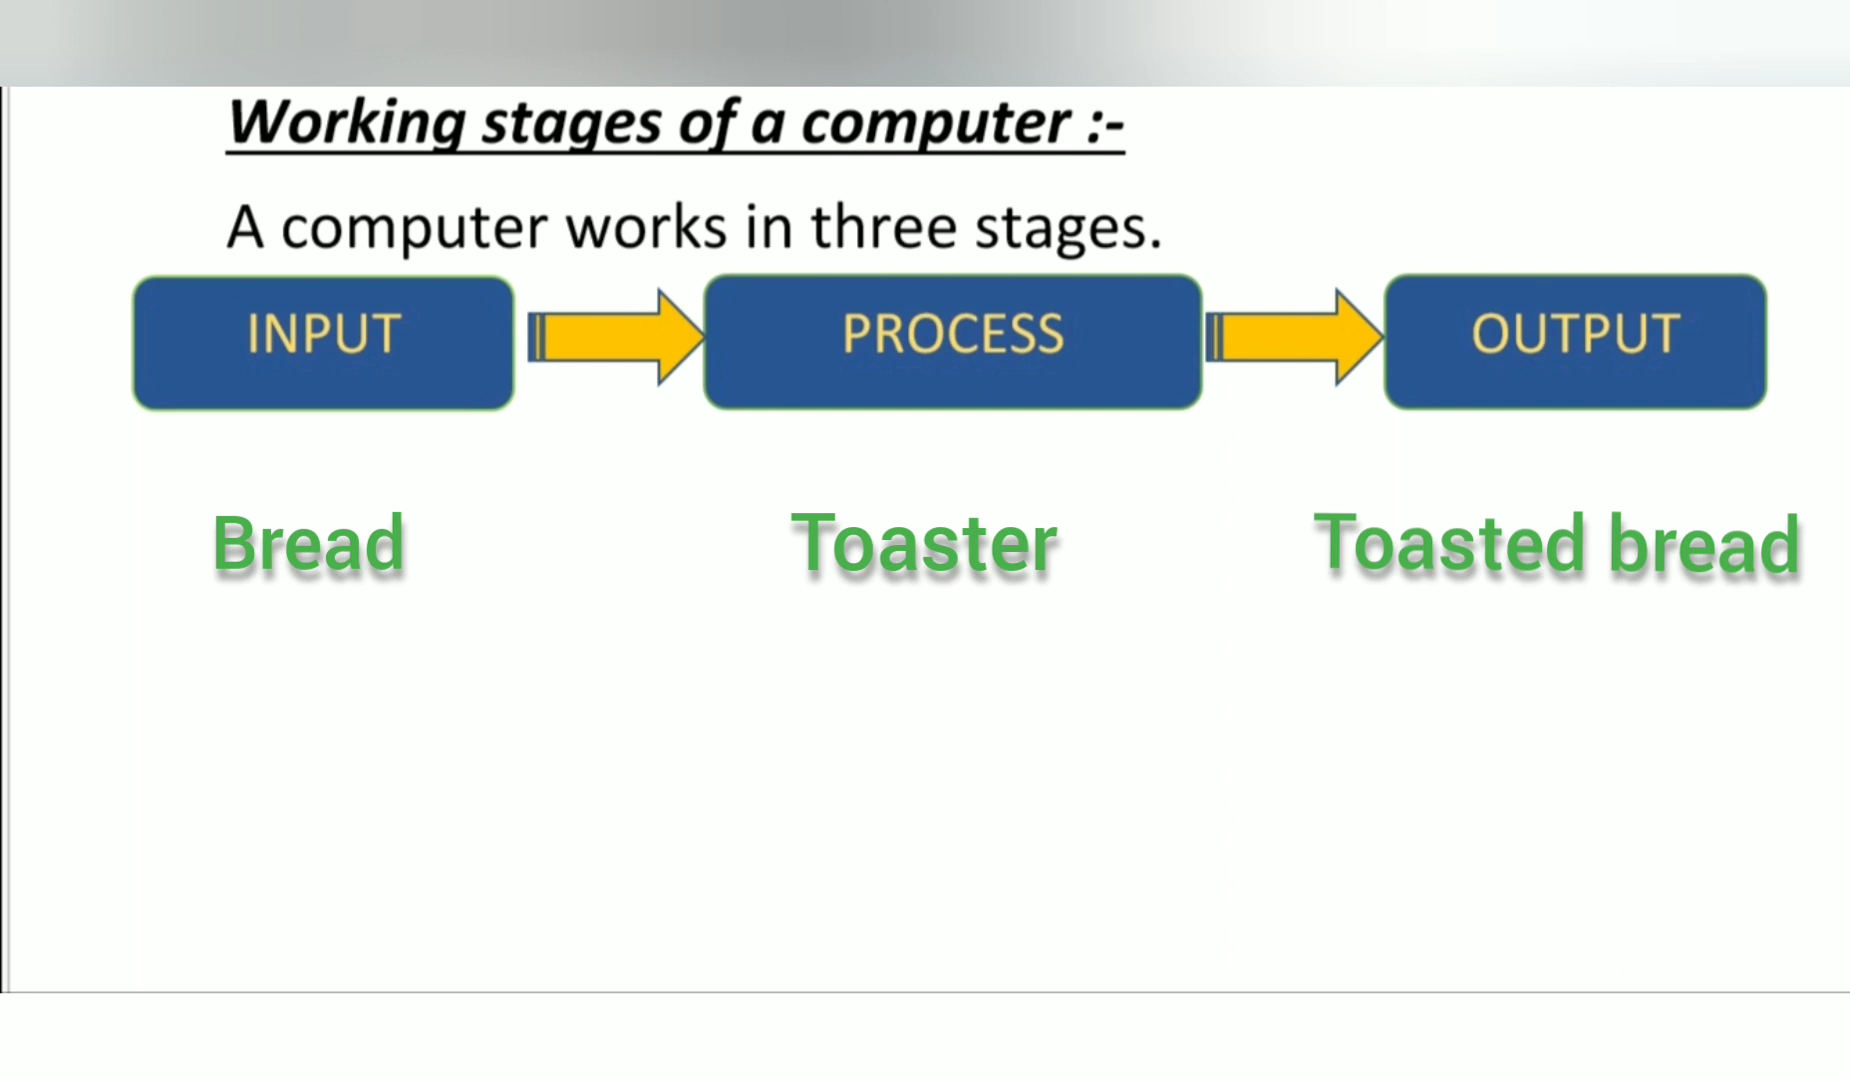 Working stages of a computer :-
A computer works in three stages.
INPUT PROCESS OUTPUT
Bread Toaster Toasted bread